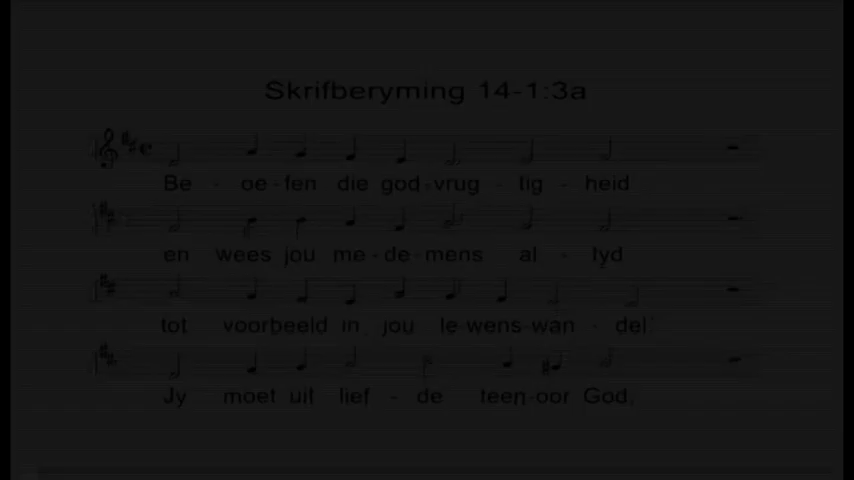 Skrifberyming 14-1:3a
Be - oe - fen die god - vrug - tig - heid
en wees jou me - de - mens al - tyd
tot voorbeeld in jou le - wens - wan - del.
Jy moet uit lief - de teen - oor God,